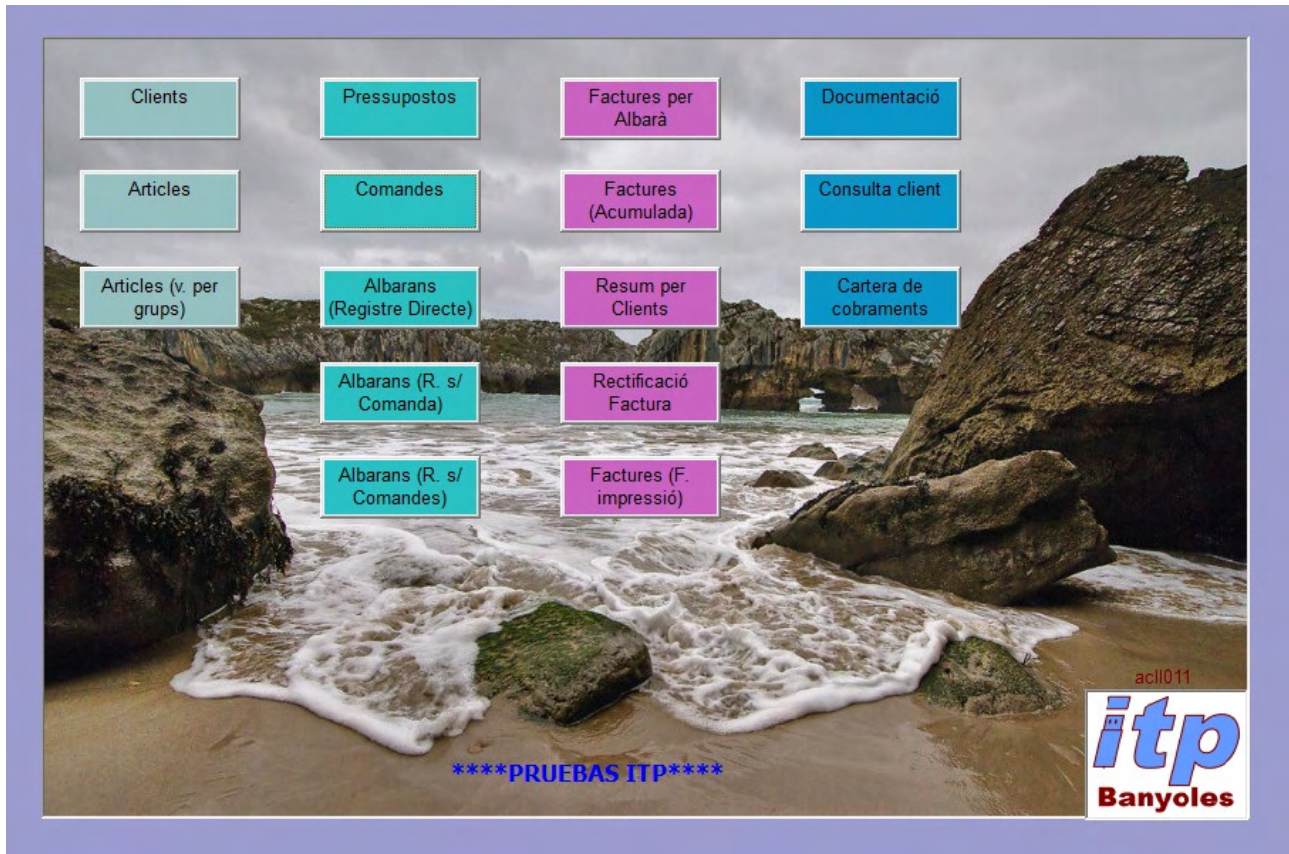 Clients
Pressupostos
Factures per
Albarà
Documentació
Articles
Comandes
Factures
(Acumulada)
Consulta client
Articles (v. per
grups)
Albarans
(Registre Directe)
Resum per
Clients
Cartera de
cobraments
Albarans (R. s/
Comanda)
Rectificació
Factura
Albarans (R. s/
Comandes)
Factures (F.
impressió)
acll011
itp
Banyoles
****PRUEBAS ITP****